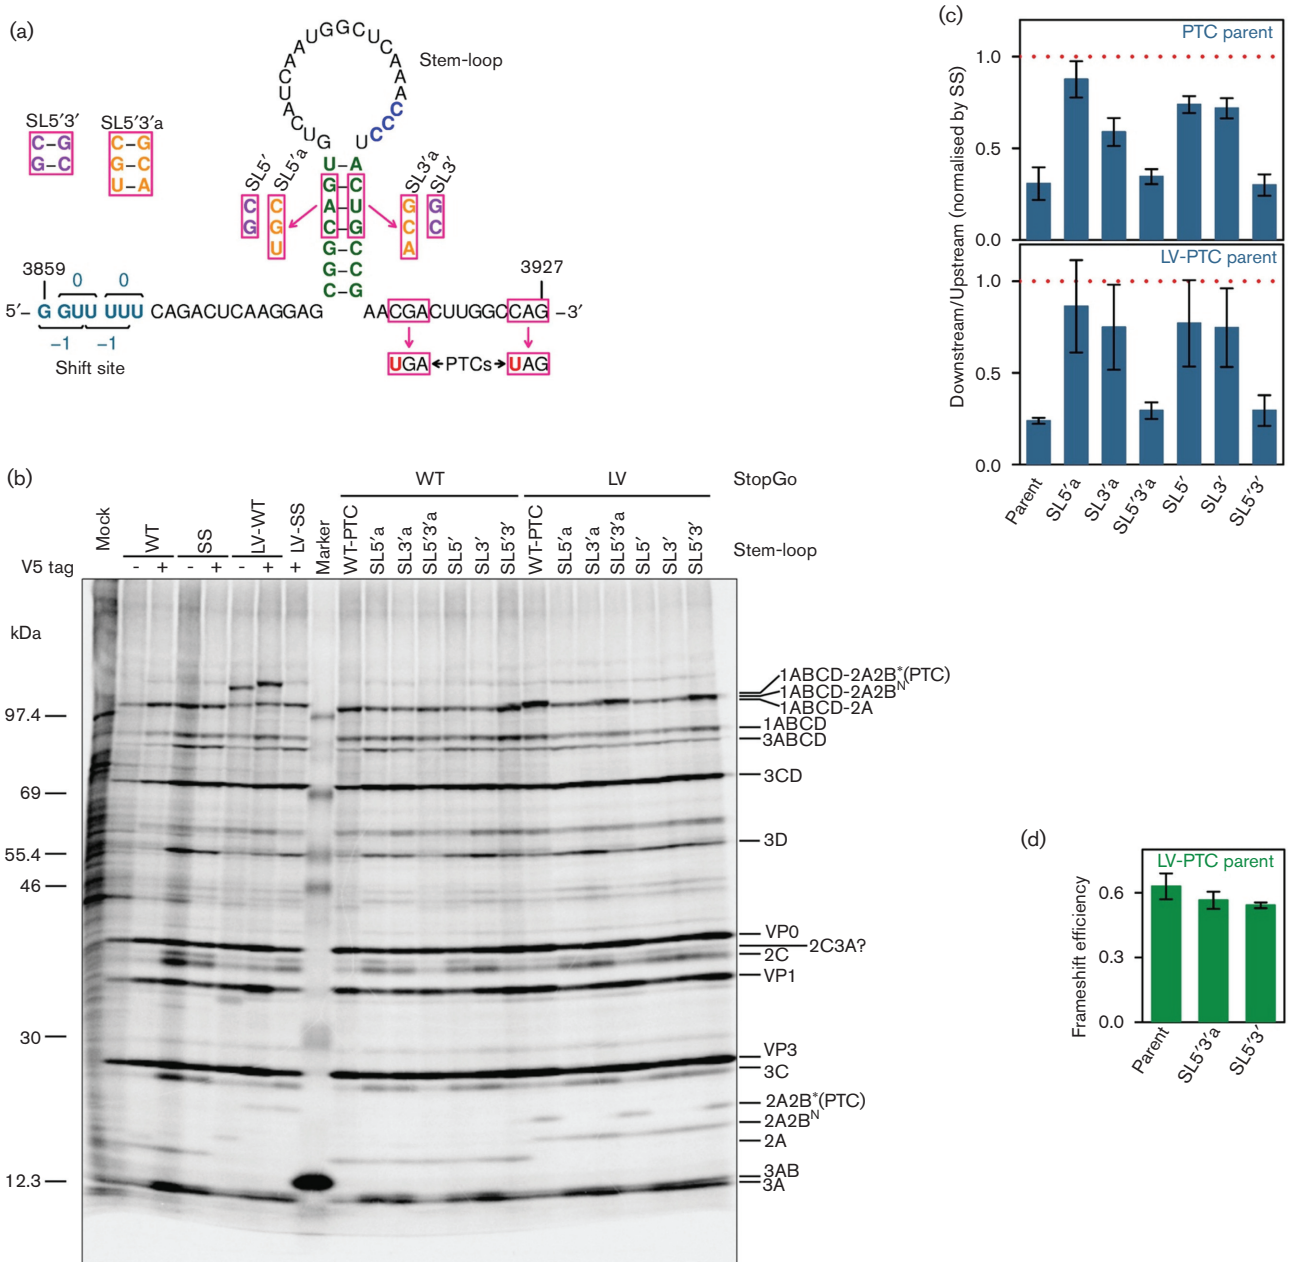 (a)
UGUCAUCACAAUGGCUCAAACCCU
Stem-loop
SL5′3′
C–G
G–C
SL5′3′a
C–G
G–C
U–A
SL5′
C
G
SL5′a
C
G
U
U–A
G–C
A–U
C–G
G–C
G–C
C–G
SL3′a
G
C
A
SL3′
G
C
3859
0 0
3927
5′– G GUU UUU CAGACUCAAGGAG AACGACUUGGCCAG –3′
–1 –1
Shift site
UGA ←PTCs→ UAG
(b)
WT LV StopGo
Mock WT SS LV-WT LV-SS Marker WT-PTC SL5′a SL3′a SL5′3′a SL5′ SL3′ SL5′3′ WT-PTC SL5′a SL3′a SL5′3′a SL5′ SL3′ SL5′3′ Stem-loop
V5 tag - + - + - + +
kDa
97.4
69
55.4
46
30
12.3
1ABCD-2A2B*(PTC)
1ABCD-2A2BN
1ABCD-2A
1ABCD
3ABCD
3CD
3D
VP0
2C3A?
2C
VP1
VP3
3C
2A2B*(PTC)
2A2BN
2A
3AB
3A
(c)
Downstream/Upstream (normalised by SS)
PTC parent
1.0
0.5
0.0
LV-PTC parent
1.0
0.5
0.0
Parent SL5′a SL3′a SL5′3′a SL5′ SL3′ SL5′3′
(d)
Frameshift efficiency
LV-PTC parent
0.6
0.3
0.0
Parent SL5′3′a SL5′3′